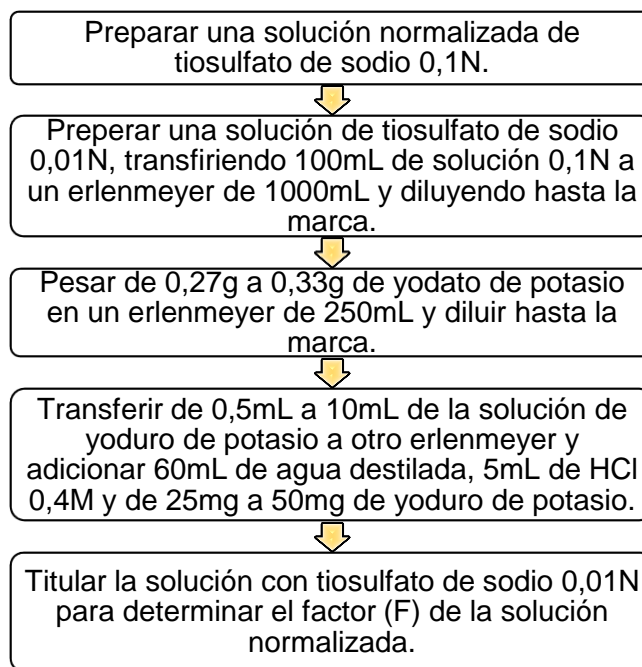 Preparar una solución normalizada de
tiosulfato de sodio 0,1N.
Preperar una solución de tiosulfato de sodio
0,01N, transfiriendo 100mL de solución 0,1N a
un erlenmeyer de 1000mL y diluyendo hasta la
marca.
Pesar de 0,27g a 0,33g de yodato de potasio
en un erlenmeyer de 250mL y diluir hasta la
marca.
Transferir de 0,5mL a 10mL de la solución de
yoduro de potasio a otro erlenmeyer y
adicionar 60mL de agua destilada, 5mL de HCl
0,4M y de 25mg a 50mg de yoduro de potasio.
Titular la solución con tiosulfato de sodio 0,01N
para determinar el factor (F) de la solución
normalizada.